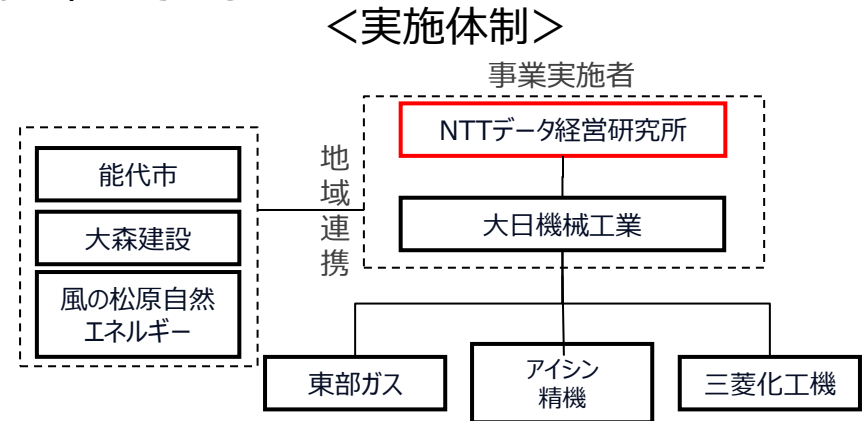 ＜実施体制＞
事業実施者
NTTデータ経営研究所
大日機械工業
地域連携
能代市
大森建設
風の松原自然
エネルギー
東部ガス
アイシン
精機
三菱化工機